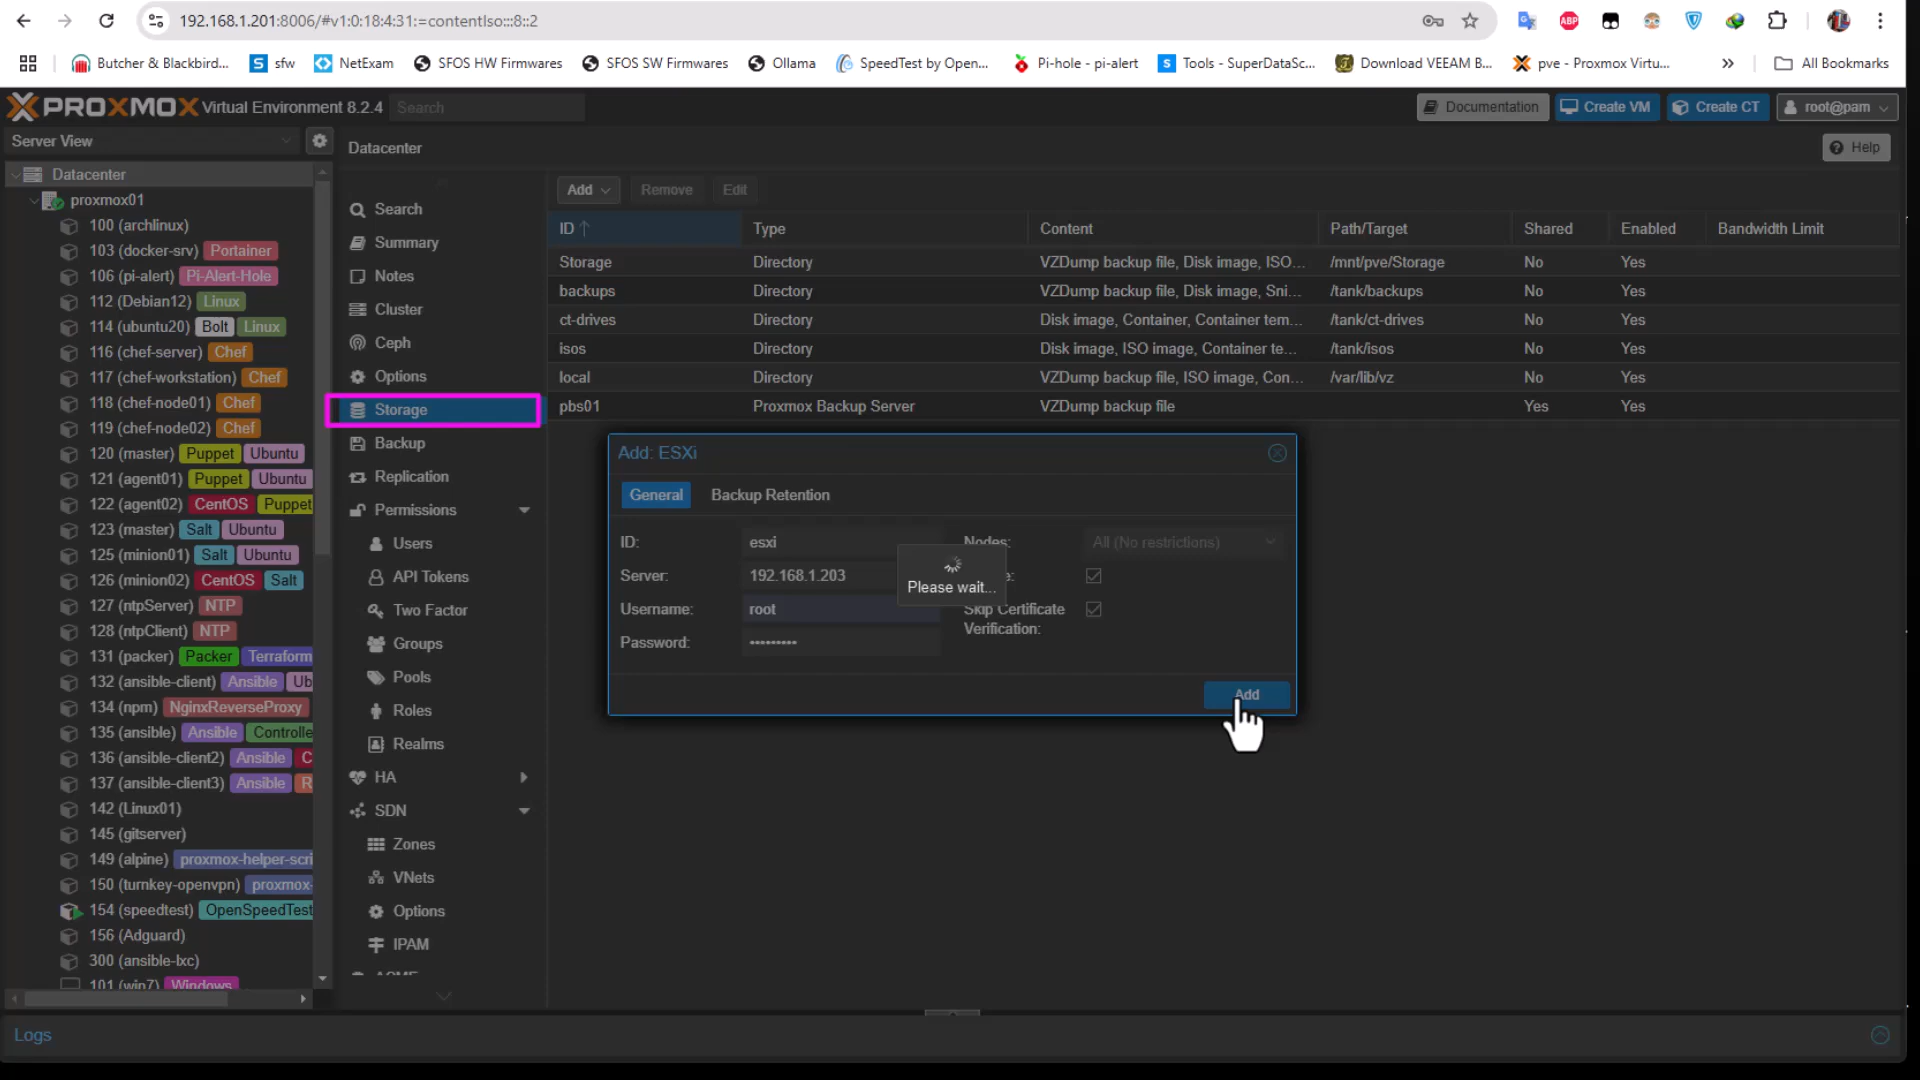 192.168.1.201:8006/#v1:0:18:4:31:=contentIso:::8::2
Butcher & Blackbird... sfw NetExam SFOS HW Firmwares SFOS SW Firmwares Ollama SpeedTest by Open... Pi-hole - pi-alert Tools - SuperDataSc... Download VEEAM B... pve - Proxmox Virtu... » All Bookmarks
PROXMOX Virtual Environment 8.2.4 Search Documentation Create VM Create CT root@pam
Server View
Datacenter Help
Datacenter
proxmox01
100 (archlinux)
103 (docker-srv) Portainer
106 (pi-alert) Pi-Alert-Hole
112 (Debian12) Linux
114 (ubuntu20) Bolt Linux
116 (chef-server) Chef
117 (chef-workstation) Chef
118 (chef-node01) Chef
119 (chef-node02) Chef
120 (master) Puppet Ubuntu
121 (agent01) Puppet Ubuntu
122 (agent02) CentOS Puppet
123 (master) Salt Ubuntu
125 (minion01) Salt Ubuntu
126 (minion02) CentOS Salt
127 (ntpServer) NTP
128 (ntpClient) NTP
131 (packer) Packer Terraform
132 (ansible-client) Ansible Ub
134 (npm) NginxReverseProxy
135 (ansible) Ansible Controlle
136 (ansible-client2) Ansible C
137 (ansible-client3) Ansible R
142 (Linux01)
145 (gitserver)
149 (alpine) proxmox-helper-scri
150 (turnkey-openvpn) proxmox-
154 (speedtest) OpenSpeedTest
156 (Adguard)
300 (ansible-lxc)
101 (win7) Windows
Search
Summary
Notes
Cluster
Ceph
Options
Storage
Backup
Replication
Permissions
Users
API Tokens
Two Factor
Groups
Pools
Roles
Realms
HA
SDN
Zones
VNets
Options
IPAM
ACME
Add Remove Edit
ID Type Content Path/Target Shared Enabled Bandwidth Limit
Storage Directory VZDump backup file, Disk image, ISO... /mnt/pve/Storage No Yes
backups Directory VZDump backup file, Disk image, Sni... /tank/backups No Yes
ct-drives Directory Disk image, Container, Container tem... /tank/ct-drives No Yes
isos Directory Disk image, ISO image, Container te... /tank/isos No Yes
local Directory VZDump backup file, ISO image, Con... /var/lib/vz No Yes
pbs01 Proxmox Backup Server VZDump backup file Yes Yes
Add: ESXi
General Backup Retention
ID: esxi Nodes: All (No restrictions)
Server: 192.168.1.203
Please wait...
Username: root Skip Certificate
Verification:
Password: •••••••••
Add
Logs